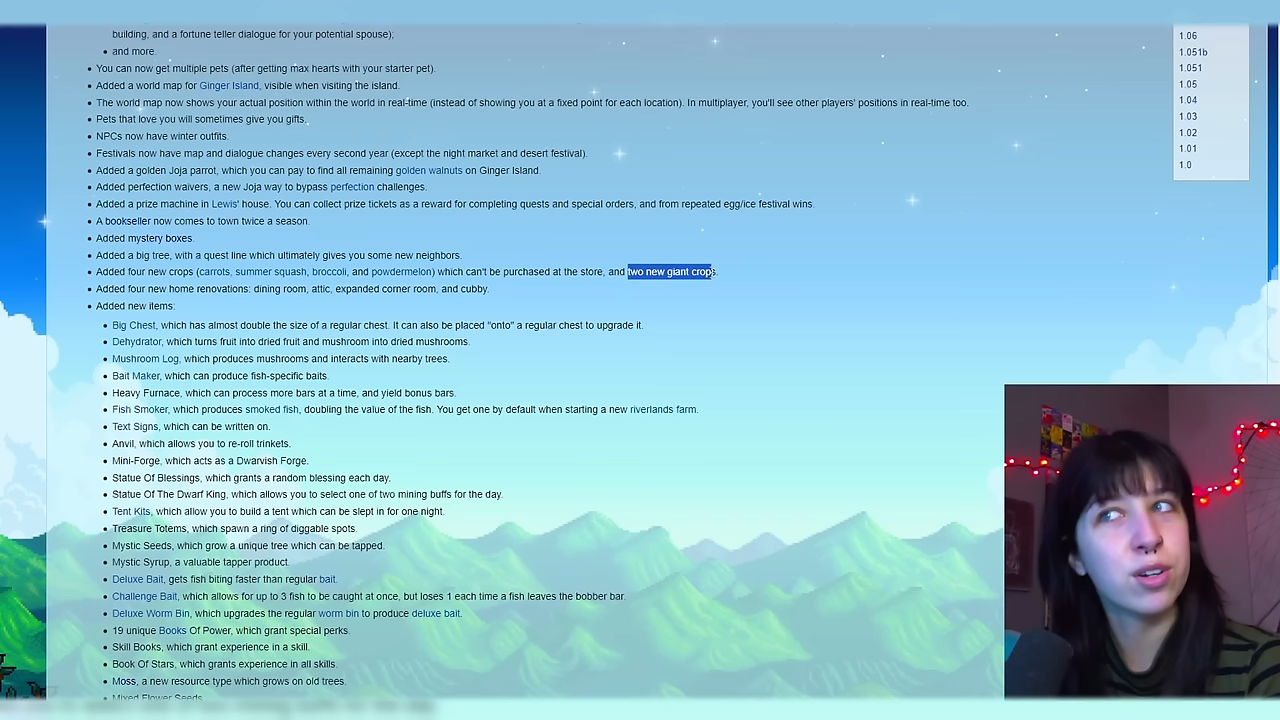 building, and a fortune teller dialogue for your potential spouse);
and more.
You can now get multiple pets (after getting max hearts with your starter pet).
Added a world map for Ginger Island, visible when visiting the island.
The world map now shows your actual position within the world in real-time (instead of showing you at a fixed point for each location). In multiplayer, you'll see other players' positions in real-time too.
Pets that love you will sometimes give you gifts.
NPCs now have winter outfits.
Festivals now have map and dialogue changes every second year (except the night market and desert festival).
Added a golden Joja parrot, which you can pay to find all remaining golden walnuts on Ginger Island.
Added perfection waivers, a new Joja way to bypass perfection challenges.
Added a prize machine in Lewis' house. You can collect prize tickets as a reward for completing quests and special orders, and from repeated egg/ice festival wins.
A bookseller now comes to town twice a season.
Added mystery boxes.
Added a big tree, with a quest line which ultimately gives you some new neighbors.
Added four new crops (carrots, summer squash, broccoli, and powdermelon) which can't be purchased at the store, and two new giant crops.
Added four new home renovations: dining room, attic, expanded corner room, and cubby.
Added new items:
Big Chest, which has almost double the size of a regular chest. It can also be placed "onto" a regular chest to upgrade it.
Dehydrator, which turns fruit into dried fruit and mushroom into dried mushrooms.
Mushroom Log, which produces mushrooms and interacts with nearby trees.
Bait Maker, which can produce fish-specific baits.
Heavy Furnace, which can process more bars at a time, and yield bonus bars.
Fish Smoker, which produces smoked fish, doubling the value of the fish. You get one by default when starting a new riverlands farm.
Text Signs, which can be written on.
Anvil, which allows you to re-roll trinkets.
Mini-Forge, which acts as a Dwarvish Forge.
Statue Of Blessings, which grants a random blessing each day.
Statue Of The Dwarf King, which allows you to select one of two mining buffs for the day.
Tent Kits, which allow you to build a tent which can be slept in for one night.
Treasure Totems, which spawn a ring of diggable spots.
Mystic Seeds, which grow a unique tree which can be tapped.
Mystic Syrup, a valuable tapper product.
Deluxe Bait, gets fish biting faster than regular bait.
Challenge Bait, which allows for up to 3 fish to be caught at once, but loses 1 each time a fish leaves the bobber bar.
Deluxe Worm Bin, which upgrades the regular worm bin to produce deluxe bait.
19 unique Books Of Power, which grant special perks.
Skill Books, which grant experience in a skill.
Book Of Stars, which grants experience in all skills.
Moss, a new resource type which grows on old trees.
Mixed Flower Seeds
1.06
1.051b
1.051
1.05
1.04
1.03
1.02
1.01
1.0